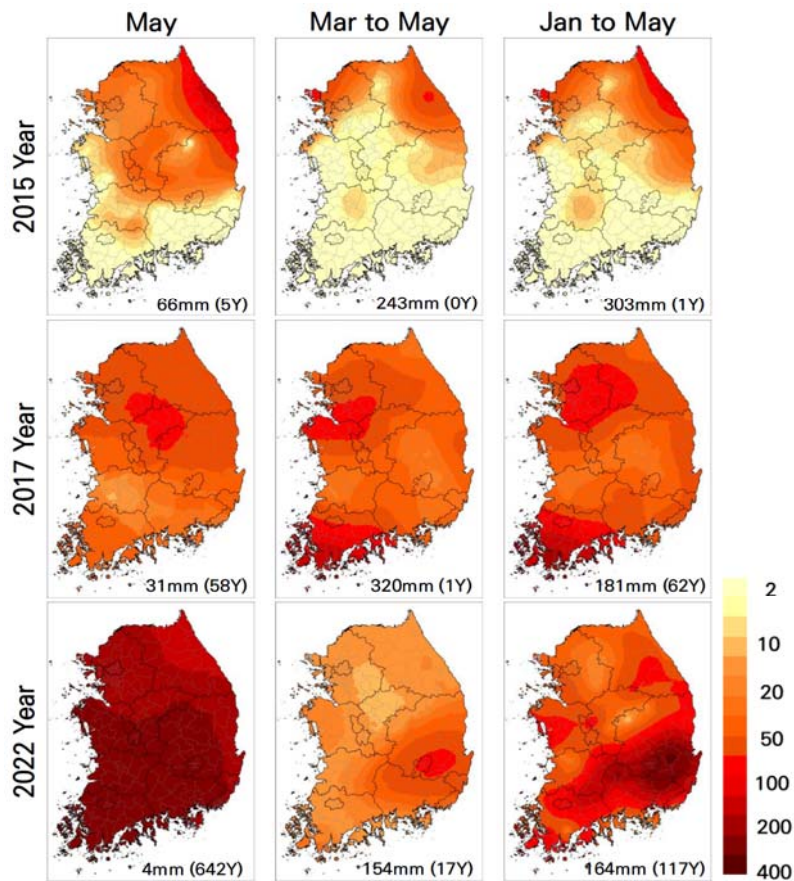 May
Mar to May
Jan to May
2015 Year
66mm (5Y)
243mm (0Y)
303mm (1Y)
2017 Year
31mm (58Y)
320mm (1Y)
181mm (62Y)
2022 Year
4mm (642Y)
154mm (17Y)
164mm (117Y)
2
10
20
50
100
200
400